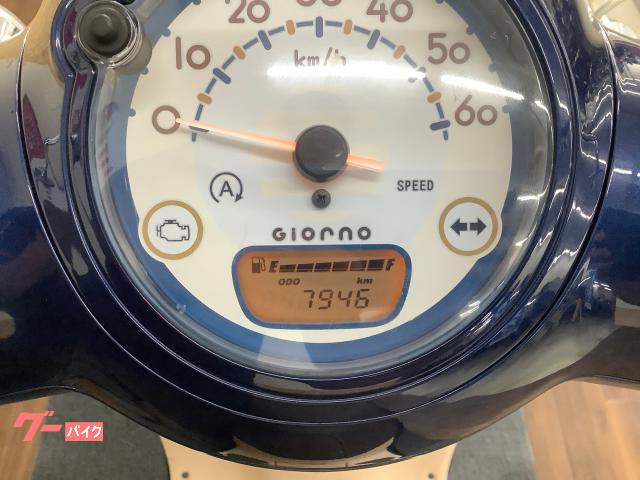 0
10
20
30
40
50
60
km/h
A
SPEED
GIORNO
E F
ODO km
7946
グーバイク